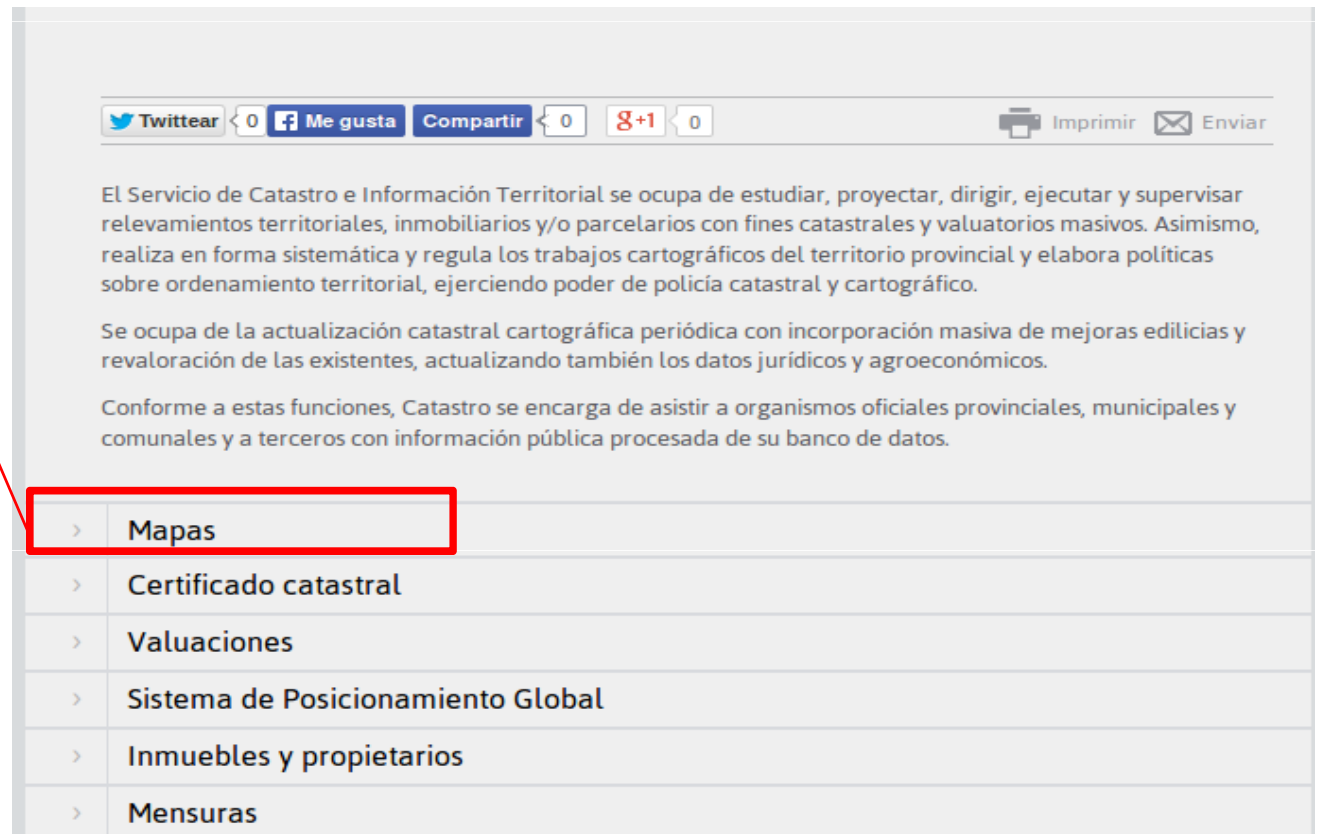 Twittear 0 Me gusta Compartir 0 g+1 0 Imprimir Enviar
El Servicio de Catastro e Información Territorial se ocupa de estudiar, proyectar, dirigir, ejecutar y supervisar
relevamientos territoriales, inmobiliarios y/o parcelarios con fines catastrales y valuatorios masivos. Asimismo,
realiza en forma sistemática y regula los trabajos cartográficos del territorio provincial y elabora políticas
sobre ordenamiento territorial, ejerciendo poder de policía catastral y cartográfico.
Se ocupa de la actualización catastral cartográfica periódica con incorporación masiva de mejoras edilicias y
revaloración de las existentes, actualizando también los datos jurídicos y agroeconómicos.
Conforme a estas funciones, Catastro se encarga de asistir a organismos oficiales provinciales, municipales y
comunales y a terceros con información pública procesada de su banco de datos.
Mapas
Certificado catastral
Valuaciones
Sistema de Posicionamiento Global
Inmuebles y propietarios
Mensuras